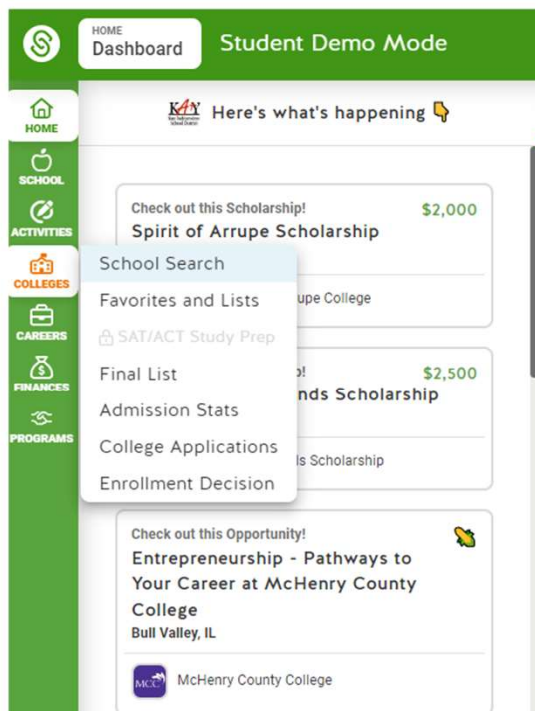 HOME
Dashboard
Student Demo Mode
KATY
Here's what's happening
HOME
SCHOOL
ACTIVITIES
COLLEGES
CAREERS
FINANCES
PROGRAMS
Check out this Scholarship!
$2,000
Spirit of Arrupe Scholarship
upe College
School Search
Favorites and Lists
SAT/ACT Study Prep
Final List
Admission Stats
College Applications
Enrollment Decision
$2,500
nds Scholarship
ls Scholarship
Check out this Opportunity!
Entrepreneurship - Pathways to
Your Career at McHenry County
College
Bull Valley, IL
MCC
McHenry County College